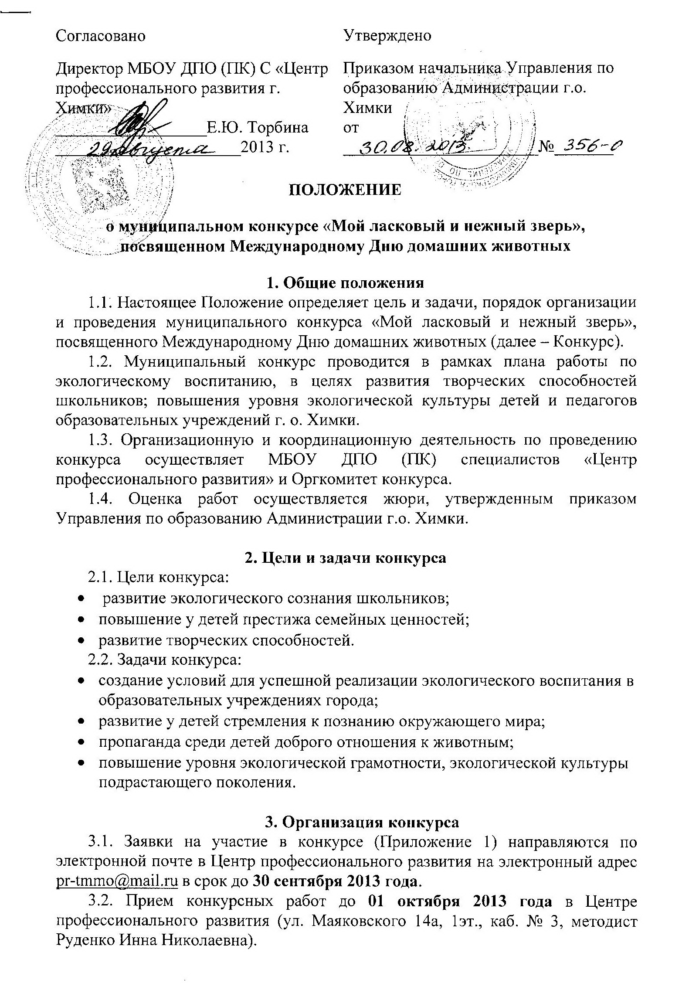 Согласовано
Директор МБОУ ДПО (ПК) С «Центр
профессионального развития г.
Химки»
Е.Ю. Торбина
29 Августа 2013 г.
Утверждено
Приказом начальника Управления по
образованию Администрации г.о.
Химки
от
30.08.2013 № 356-О
ПОЛОЖЕНИЕ
о муниципальном конкурсе «Мой ласковый и нежный зверь»,
посвященном Международному Дню домашних животных
1. Общие положения
1.1. Настоящее Положение определяет цель и задачи, порядок организации
и проведения муниципального конкурса «Мой ласковый и нежный зверь»,
посвященного Международному Дню домашних животных (далее – Конкурс).
1.2. Муниципальный конкурс проводится в рамках плана работы по
экологическому воспитанию, в целях развития творческих способностей
школьников; повышения уровня экологической культуры детей и педагогов
образовательных учреждений г. о. Химки.
1.3. Организационную и координационную деятельность по проведению
конкурса осуществляет МБОУ ДПО (ПК) специалистов «Центр
профессионального развития» и Оргкомитет конкурса.
1.4. Оценка работ осуществляется жюри, утвержденным приказом
Управления по образованию Администрации г.о. Химки.
2. Цели и задачи конкурса
2.1. Цели конкурса:
• развитие экологического сознания школьников;
• повышение у детей престижа семейных ценностей;
• развитие творческих способностей.
2.2. Задачи конкурса:
• создание условий для успешной реализации экологического воспитания в
образовательных учреждениях города;
• развитие у детей стремления к познанию окружающего мира;
• пропаганда среди детей доброго отношения к животным;
• повышение уровня экологической грамотности, экологической культуры
подрастающего поколения.
3. Организация конкурса
3.1. Заявки на участие в конкурсе (Приложение 1) направляются по
электронной почте в Центр профессионального развития на электронный адрес
pr-tmmo@mail.ru в срок до 30 сентября 2013 года.
3.2. Прием конкурсных работ до 01 октября 2013 года в Центре
профессионального развития (ул. Маяковского 14а, 1эт., каб. № 3, методист
Руденко Инна Николаевна).